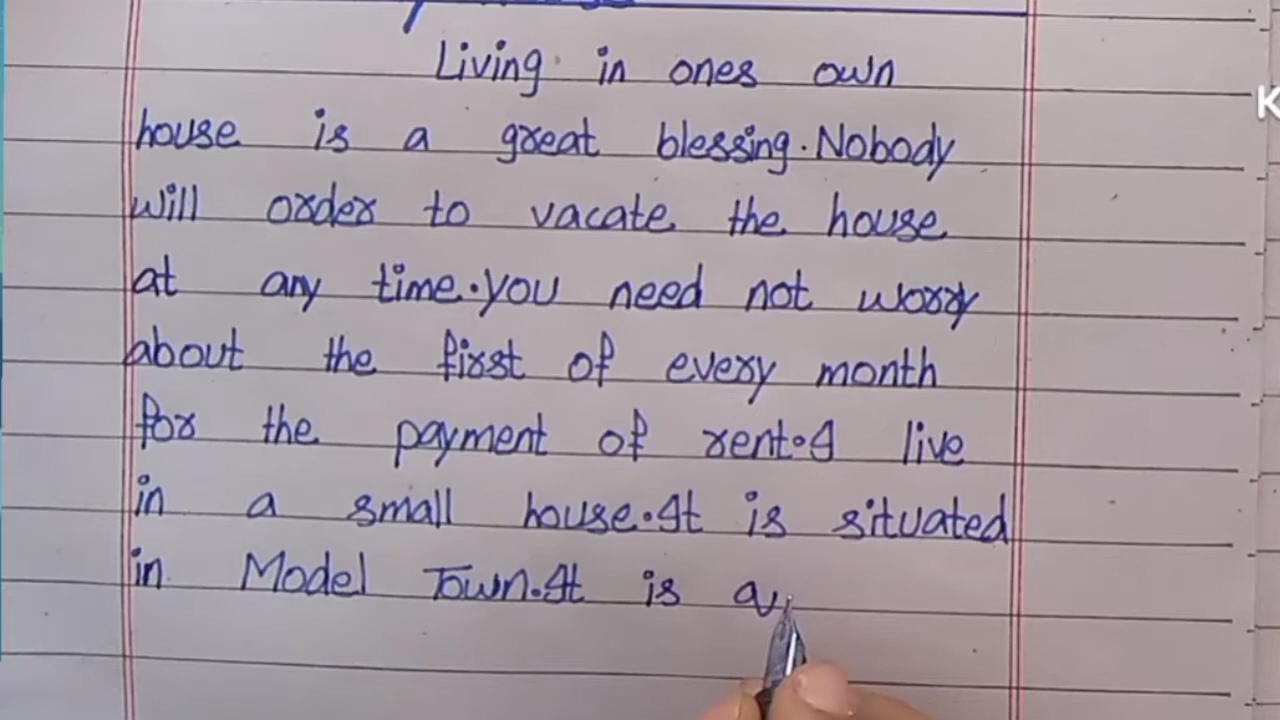 Living in ones own
house is a great blessing. Nobody
will order to vacate the house
at any time. you need not worry
about the first of every month
for the payment of rent. I live
in a small house. It is situated
in Model Town. It is
K